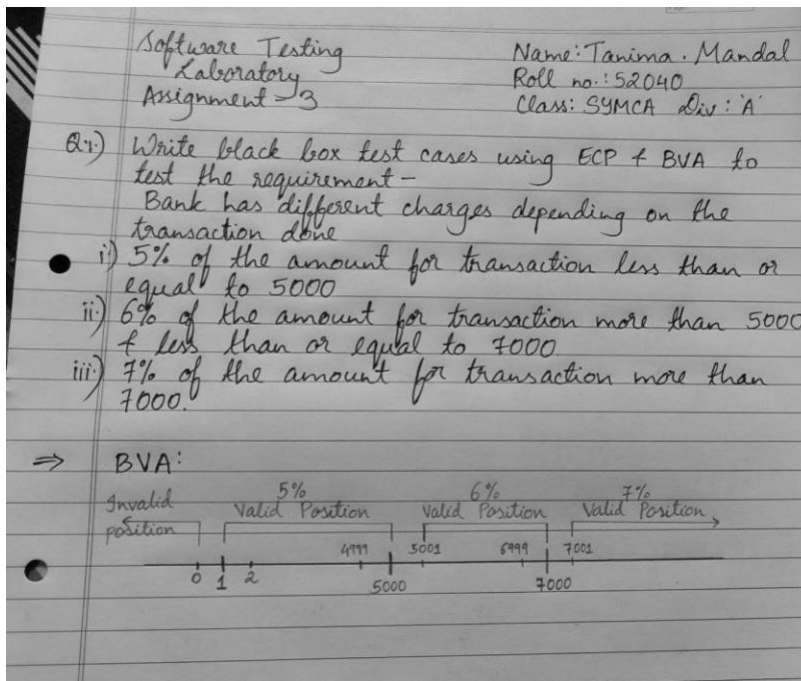 Software Testing
Laboratory
Assignment - 3
Name: Tanima. Mandal
Roll no.: 52040
Class: SYMCA Div: 'A'
Q.1.) Write black box test cases using ECP & BVA to
test the requirement -
Bank has different charges depending on the
transaction done
i) 5% of the amount for transaction less than or
equal to 5000
ii.) 6% of the amount for transaction more than 5000
& less than or equal to 7000
iii.) 7% of the amount for transaction more than
7000.
⇒ BVA:
5% 6% 7%
Invalid Valid Position Valid Position Valid Position
position
4999 5001 6999 7001
0 1 2 5000 7000